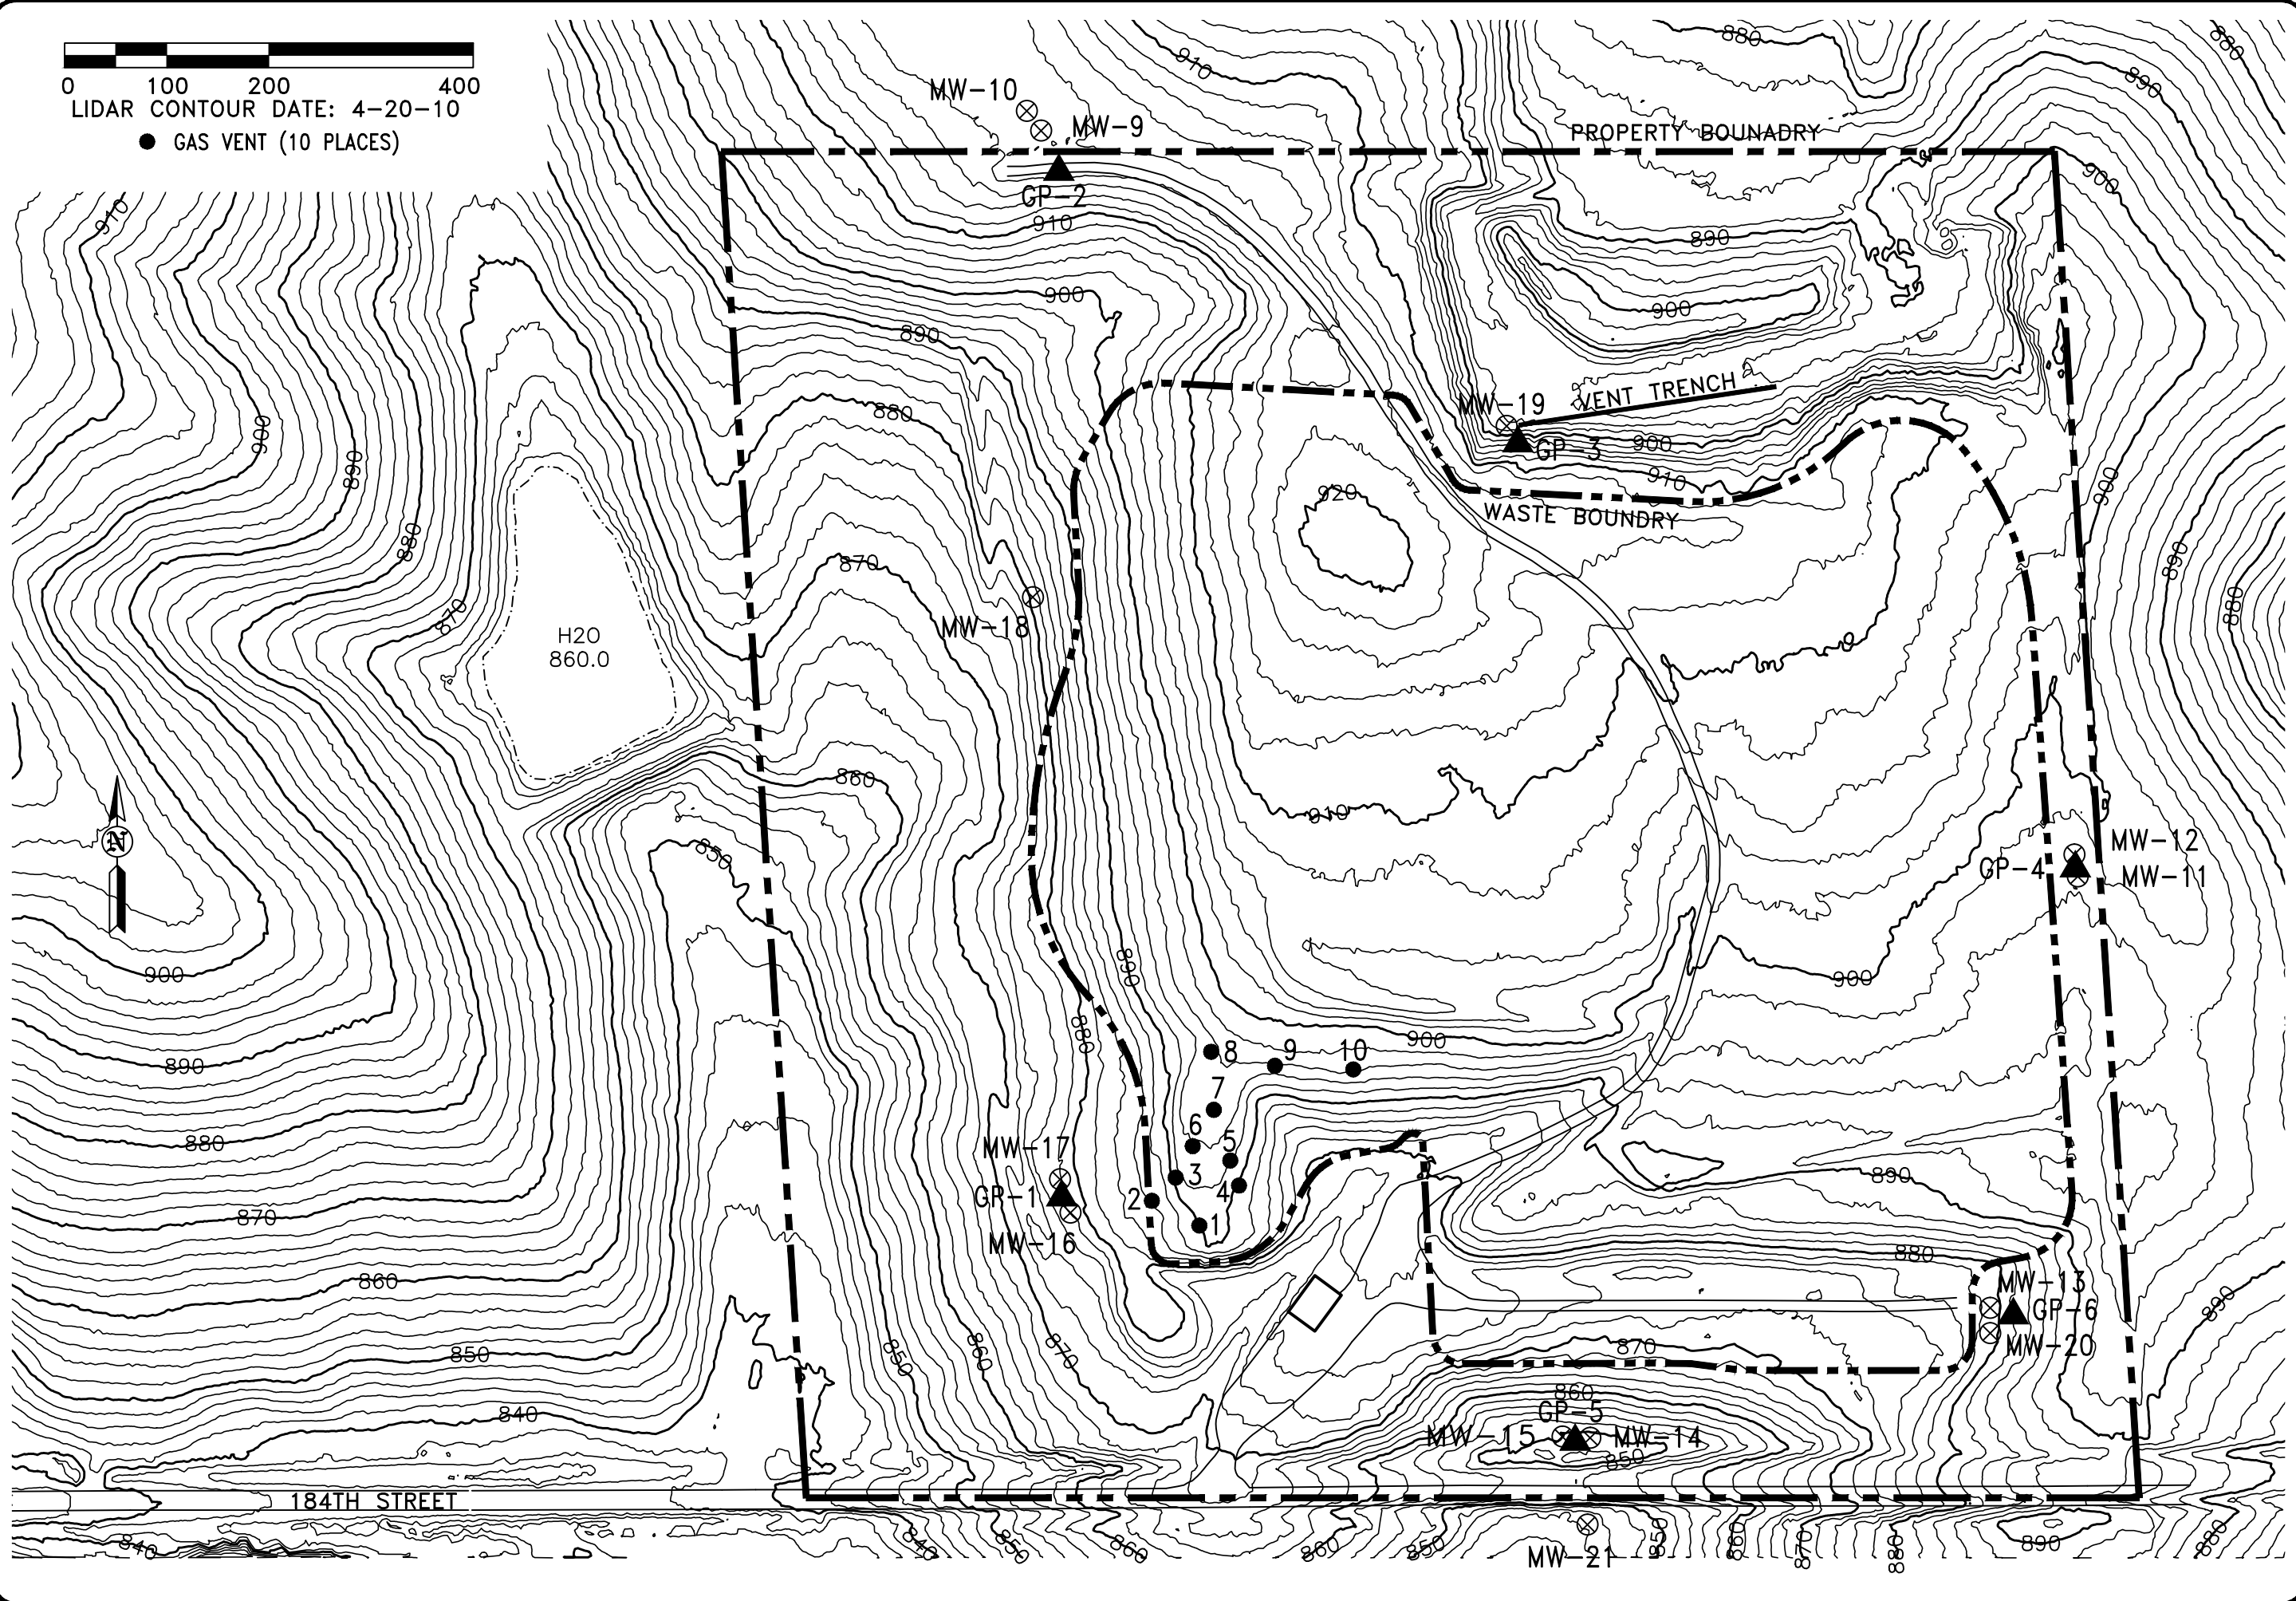 0 100 200 400
LIDAR CONTOUR DATE: 4-20-10
GAS VENT (10 PLACES)
880
880
910
890
MW-10
MW-9
PROPERTY BOUNADRY
900
GP-2
910
910
890
900
900
890
880
VENT TRENCH
MW-19
GP-3
900
900
890
910
900
920
WASTE BOUNDRY
880
870
890
880
870
MW-18
H2O
860.0
860
910
N
850
MW-12
GP-4
MW-11
900
890
900
880
900
890
8
9
10
7
880
6
5
MW-17
3
890
GP-1
2
4
870
1
MW-16
880
860
MW-13
GP-6
890
MW-20
850
860
870
870
860
840
GP-5
MW-15
MW-14
850
184TH STREET
840
840
850
860
860
850
MW-21
850
860
870
880
890
880